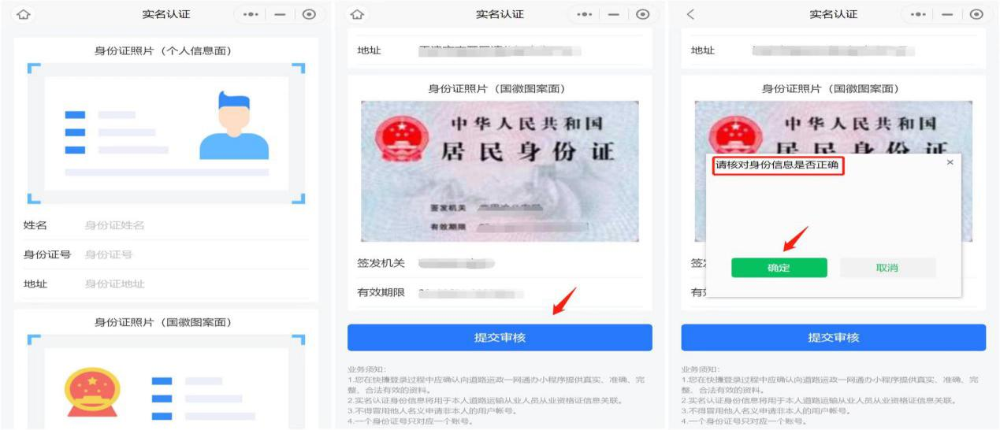 实名认证
身份证照片（个人信息面）
姓名 身份证姓名
身份证号 身份证号
地址 身份证地址
身份证照片（国徽图案面）
实名认证
地址
身份证照片（国徽图案面）
中华人民共和国
居民身份证
签发机关
有效期限
签发机关
有效期限
提交审核
业务须知：
1.您在快捷登录过程中应确认向道路运政一网通办小程序提供真实、准确、完
整、合法有效的资料。
2.实名认证身份信息将用于本人道路运输从业人员从业资格证信息关联。
3.不得冒用他人名义申请非本人的用户帐号。
4.一个身份证号只对应一个账号。
实名认证
地址
身份证照片（国徽图案面）
中华人民共和国
居民身份证
请核对身份信息是否正确 ×
确定 取消
签发
有效
提交审核
业务须知：
1.您在快捷登录过程中应确认向道路运政一网通办小程序提供真实、准确、完
整、合法有效的资料。
2.实名认证身份信息将用于本人道路运输从业人员从业资格证信息关联。
3.不得冒用他人名义申请非本人的用户帐号。
4.一个身份证号只对应一个账号。